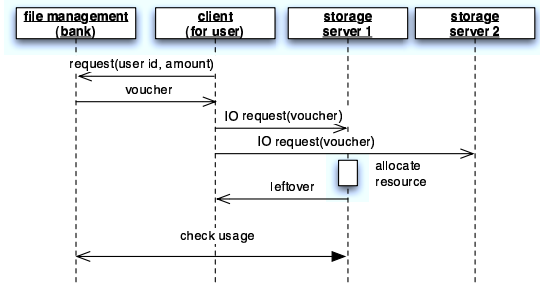 file management
(bank)
client
(for user)
storage
server 1
storage
server 2
request(user id, amount)
voucher
IO request(voucher)
IO request(voucher)
allocate
resource
leftover
check usage